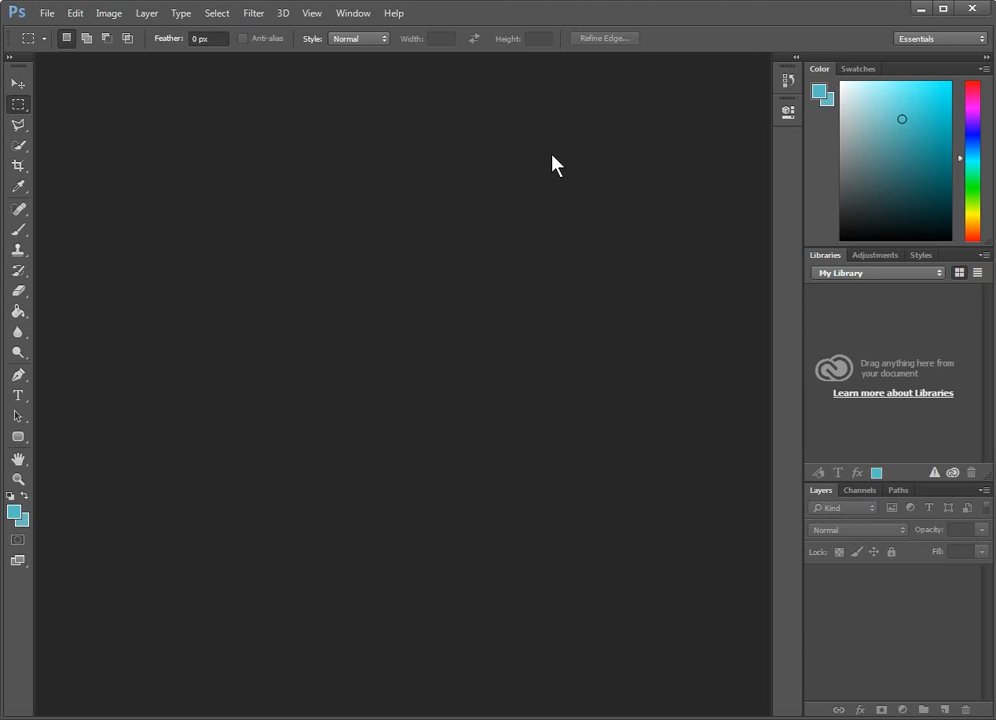 Ps File Edit Image Layer Type Select Filter 3D View Window Help
Feather: 0 px Anti-alias Style: Normal Width: Height: Refine Edge... Essentials
Color Swatches
Libraries Adjustments Styles
My Library
Drag anything here from
your document
Learn more about Libraries
T fx
Layers Channels Paths
Kind T
Normal Opacity:
Lock: Fill:
T
fx